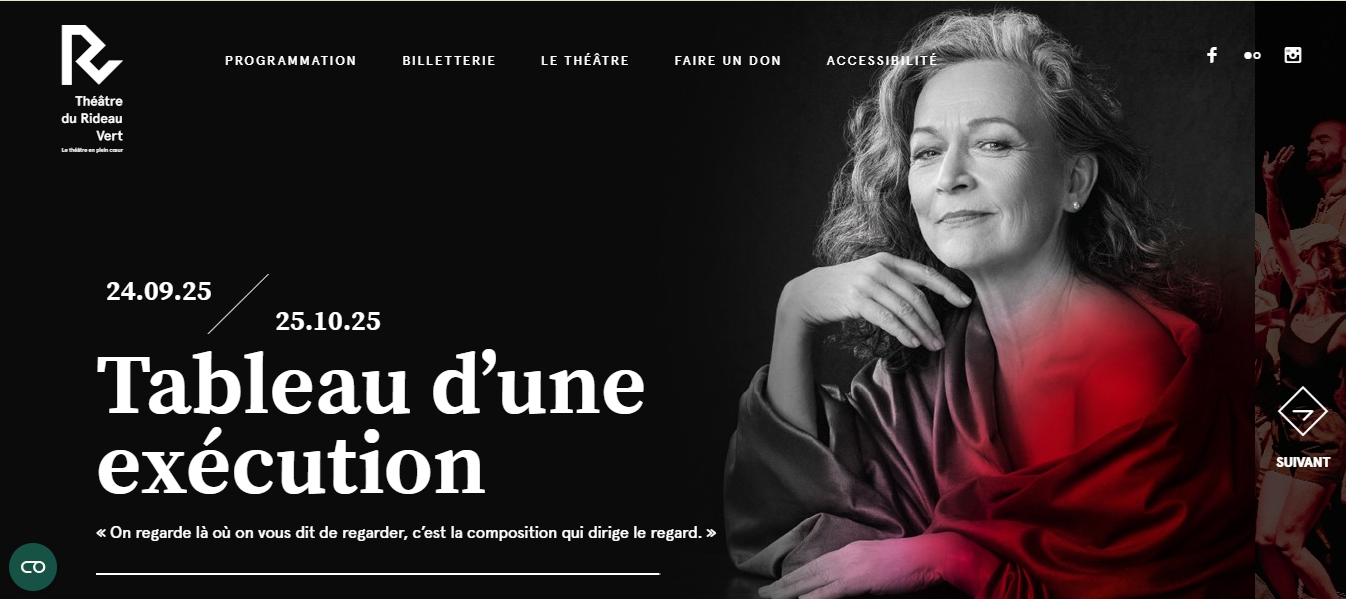 PROGRAMMATION BILLETTERIE LE THÉÂTRE FAIRE UN DON ACCESSIBILITÉ
Théâtre
du Rideau
Vert
Le théâtre en plein cœur
24.09.25
25.10.25
Tableau d’une
exécution
« On regarde là où on vous dit de regarder, c’est la composition qui dirige le regard. »
SUIVANT